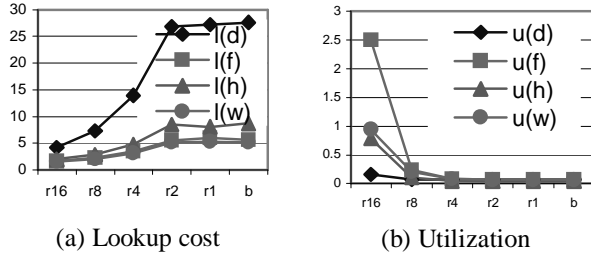 30
25
20
15
10
5
0
l(d)
l(f)
l(h)
l(w)
r16 r8 r4 r2 r1 b
(a) Lookup cost
3
2.5
2
1.5
1
0.5
0
u(d)
u(f)
u(h)
u(w)
r16 r8 r4 r2 r1 b
(b) Utilization